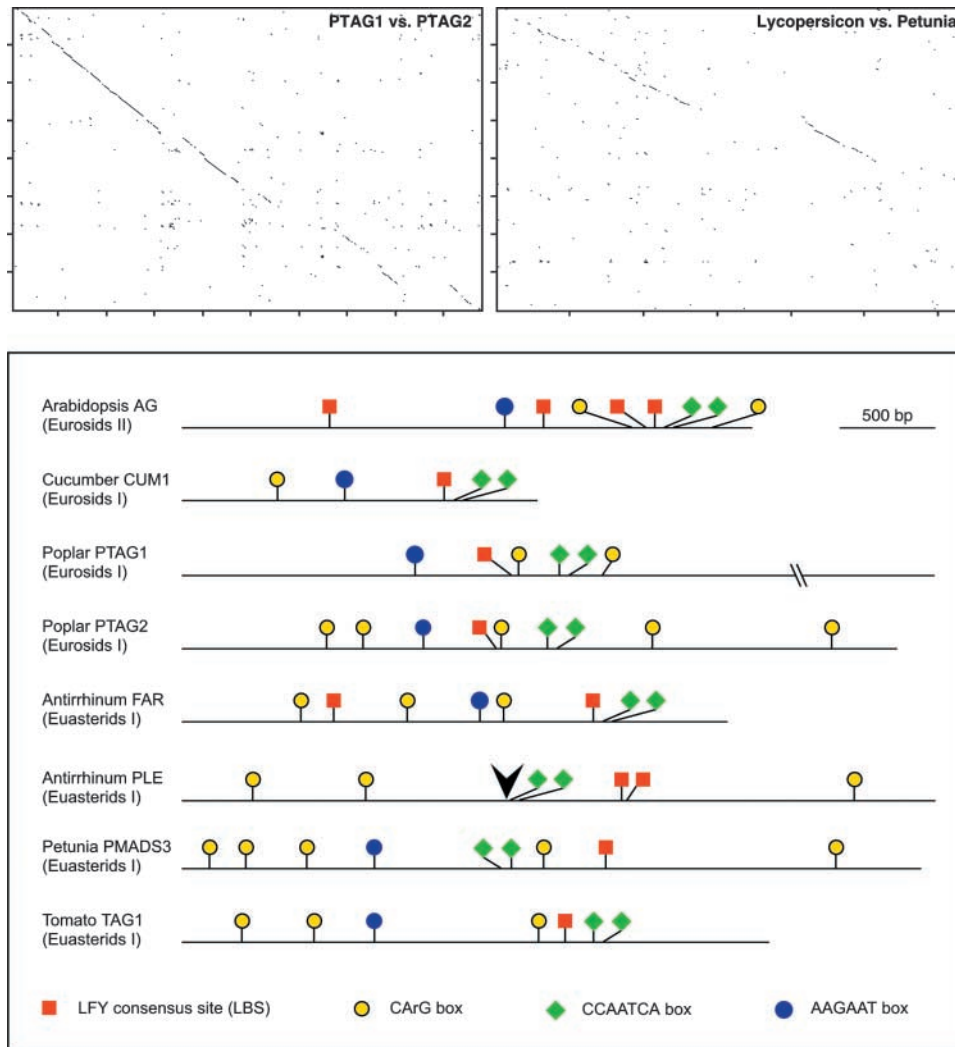 PTAG1 vs. PTAG2
Lycopersicon vs. Petunia
Arabidopsis AG
(Eurosids II)
500 bp
Cucumber CUM1
(Eurosids I)
Poplar PTAG1
(Eurosids I)
Poplar PTAG2
(Eurosids I)
Antirrhinum FAR
(Euasterids I)
Antirrhinum PLE
(Euasterids I)
Petunia PMADS3
(Euasterids I)
Tomato TAG1
(Euasterids I)
LFY consensus site (LBS)
CArG box
CCAATCA box
AAGAAT box